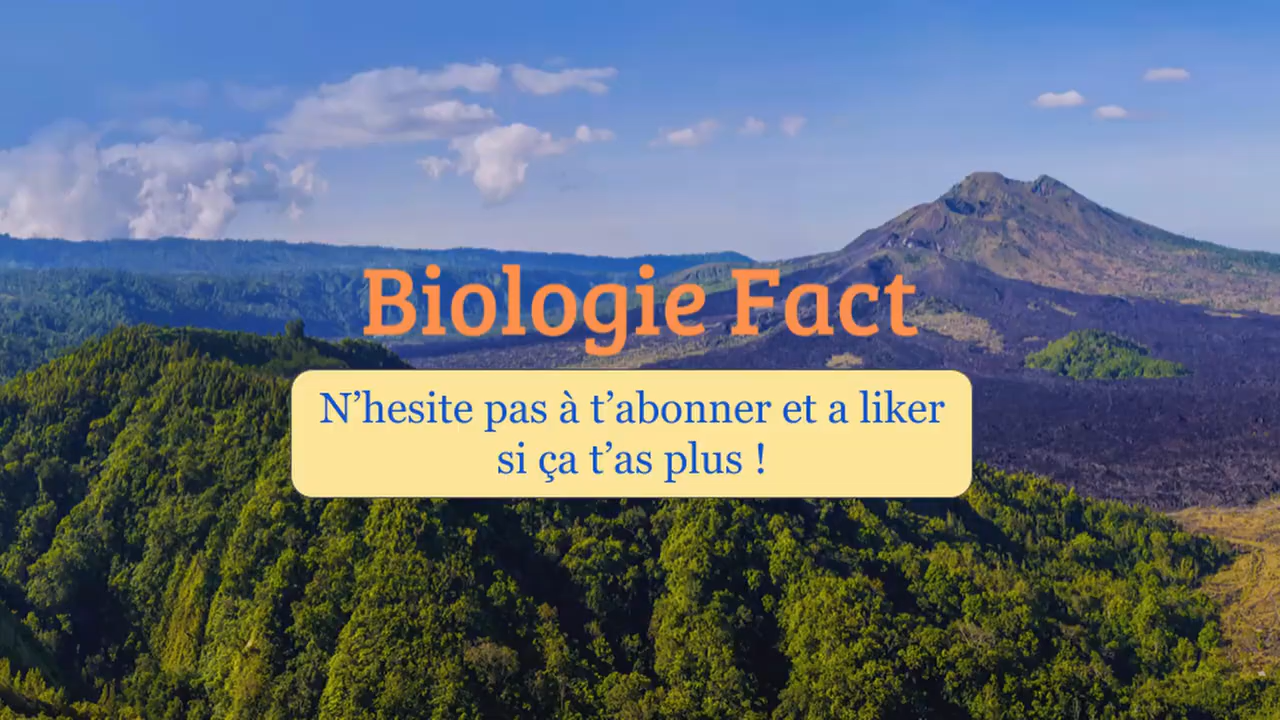 Biologie Fact
N’hesite pas à t’abonner et a liker
si ça t’as plus !